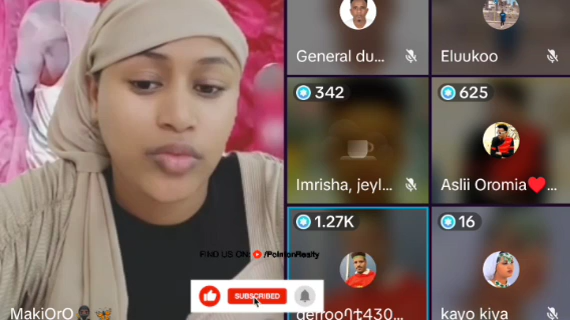 General du...
Eluukoo
342
625
Imrisha, jeyl...
Aslii Oromia❤️...
1.27K
16
FIND US ON: /PoimonReality
SUBSCRIBED
MakiOrO
kayo kiya